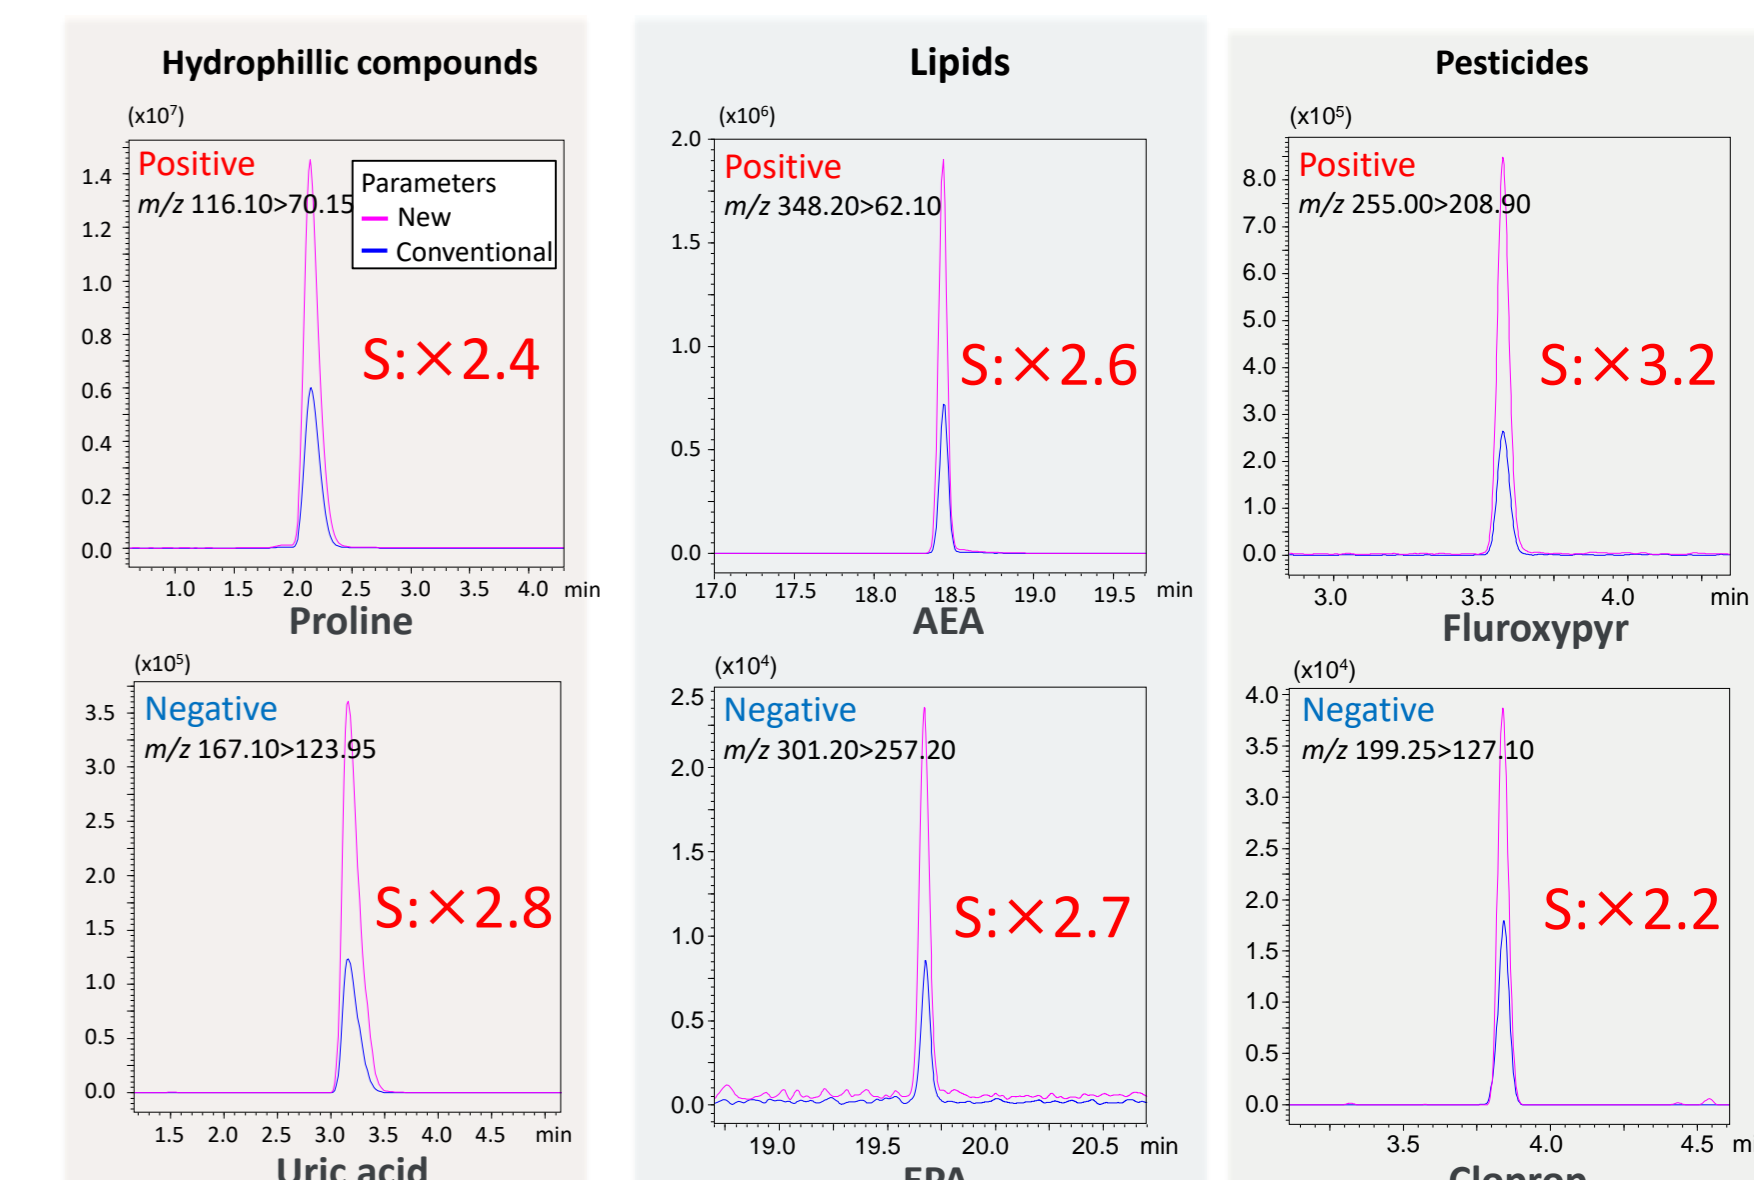 Hydrophillic compounds
(x10⁷)
Positive
m/z 116.10>70.15
Parameters
New
Conventional
1.4
1.2
1.0
0.8
0.6
0.4
0.2
0.0
S:×2.4
1.0 1.5 2.0 2.5 3.0 3.5 4.0 min
Proline
(x10⁵)
Negative
m/z 167.10>123.95
3.5
3.0
2.5
2.0
1.5
1.0
0.5
0.0
S:×2.8
1.5 2.0 2.5 3.0 3.5 4.0 4.5 min
Uric acid
Lipids
(x10⁶)
Positive
m/z 348.20>62.10
2.0
1.5
1.0
0.5
0.0
S:×2.6
17.0 17.5 18.0 18.5 19.0 19.5 min
AEA
(x10⁴)
Negative
m/z 301.20>257.20
2.5
2.0
1.5
1.0
0.5
0.0
S:×2.7
19.0 19.5 20.0 20.5 min
EPA
Pesticides
(x10⁵)
Positive
m/z 255.00>208.90
8.0
7.0
6.0
5.0
4.0
3.0
2.0
1.0
0.0
S:×3.2
3.0 3.5 4.0 min
Fluroxypyr
(x10⁴)
Negative
m/z 199.25>127.10
4.0
3.5
3.0
2.5
2.0
1.5
1.0
0.5
0.0
S:×2.2
3.5 4.0 4.5 m
Cloprop